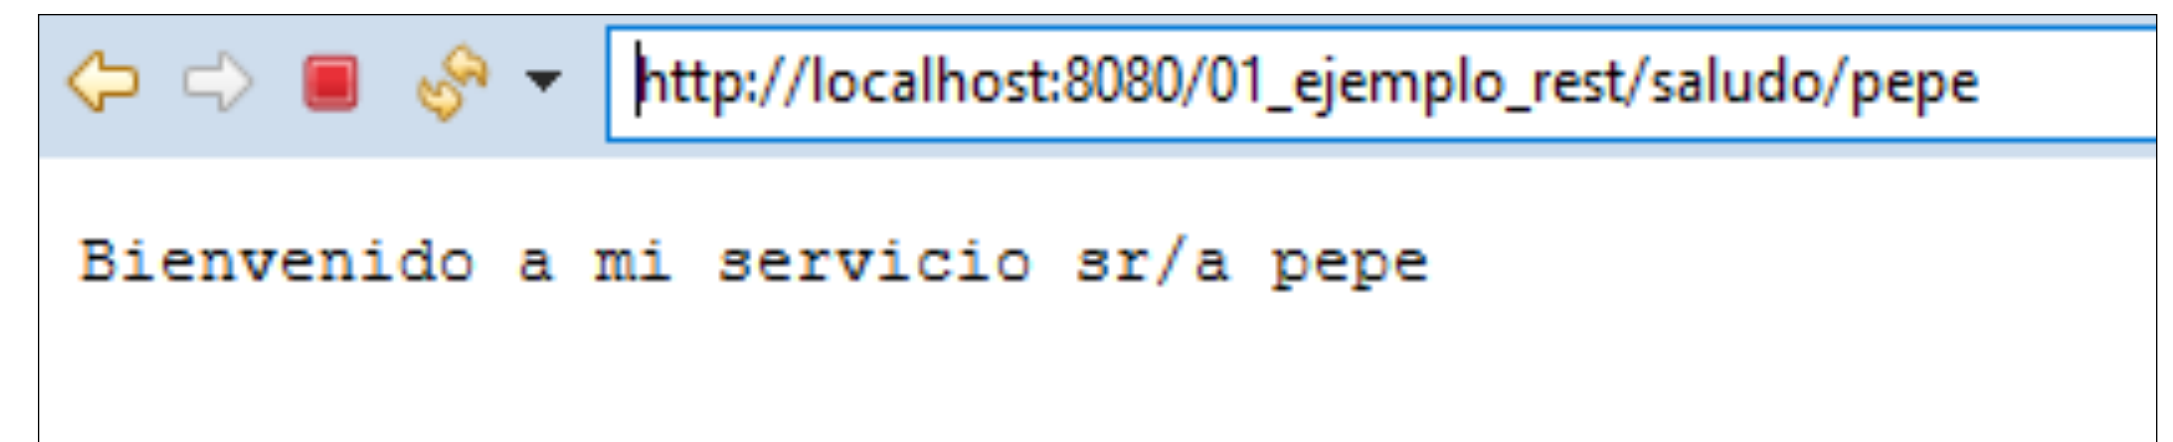 http://localhost:8080/01_ejemplo_rest/saludo/pepe
Bienvenido a mi servicio sr/a pepe